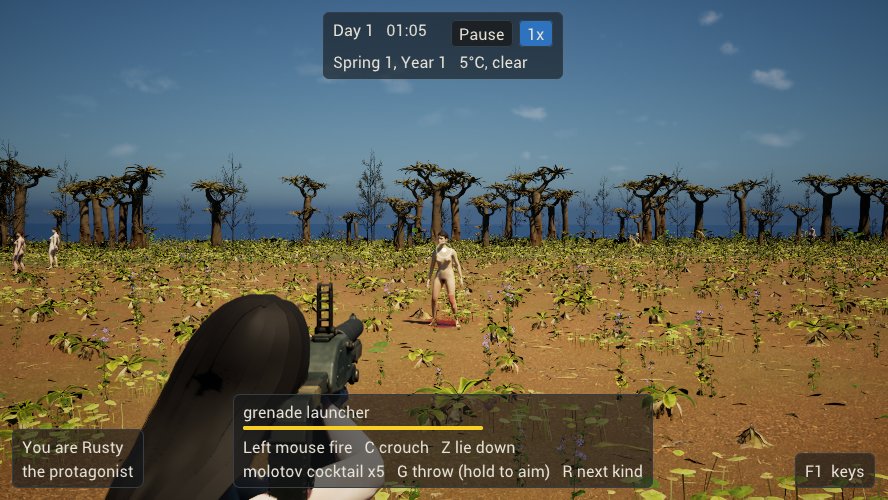 Day 1 01:05 Pause 1x
Spring 1, Year 1 5°C, clear
grenade launcher
Left mouse fire C crouch Z lie down
molotov cocktail x5 G throw (hold to aim) R next kind
You are Rusty
the protagonist
F1 keys